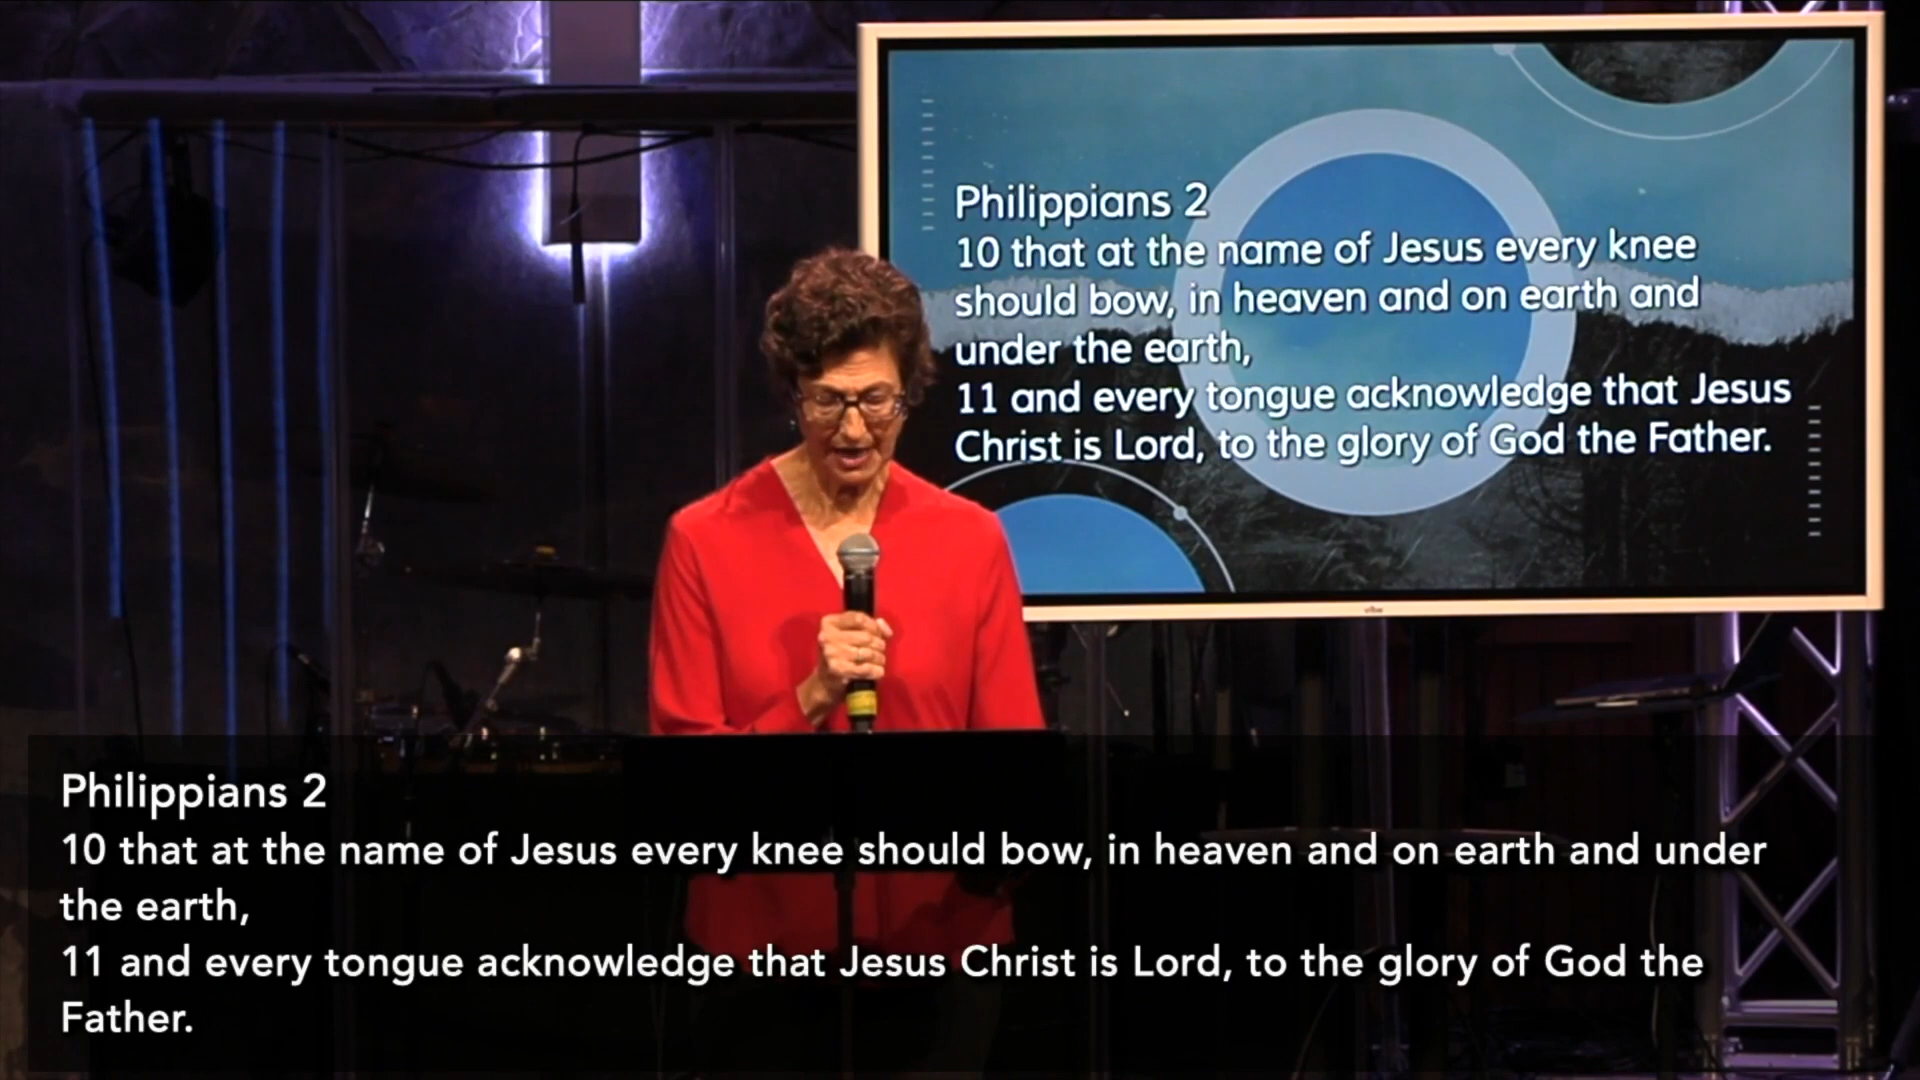 Philippians 2
10 that at the name of Jesus every knee
should bow, in heaven and on earth and
under the earth,
11 and every tongue acknowledge that Jesus
Christ is Lord, to the glory of God the Father.
vibe
Philippians 2
10 that at the name of Jesus every knee should bow, in heaven and on earth and under
the earth,
11 and every tongue acknowledge that Jesus Christ is Lord, to the glory of God the
Father.